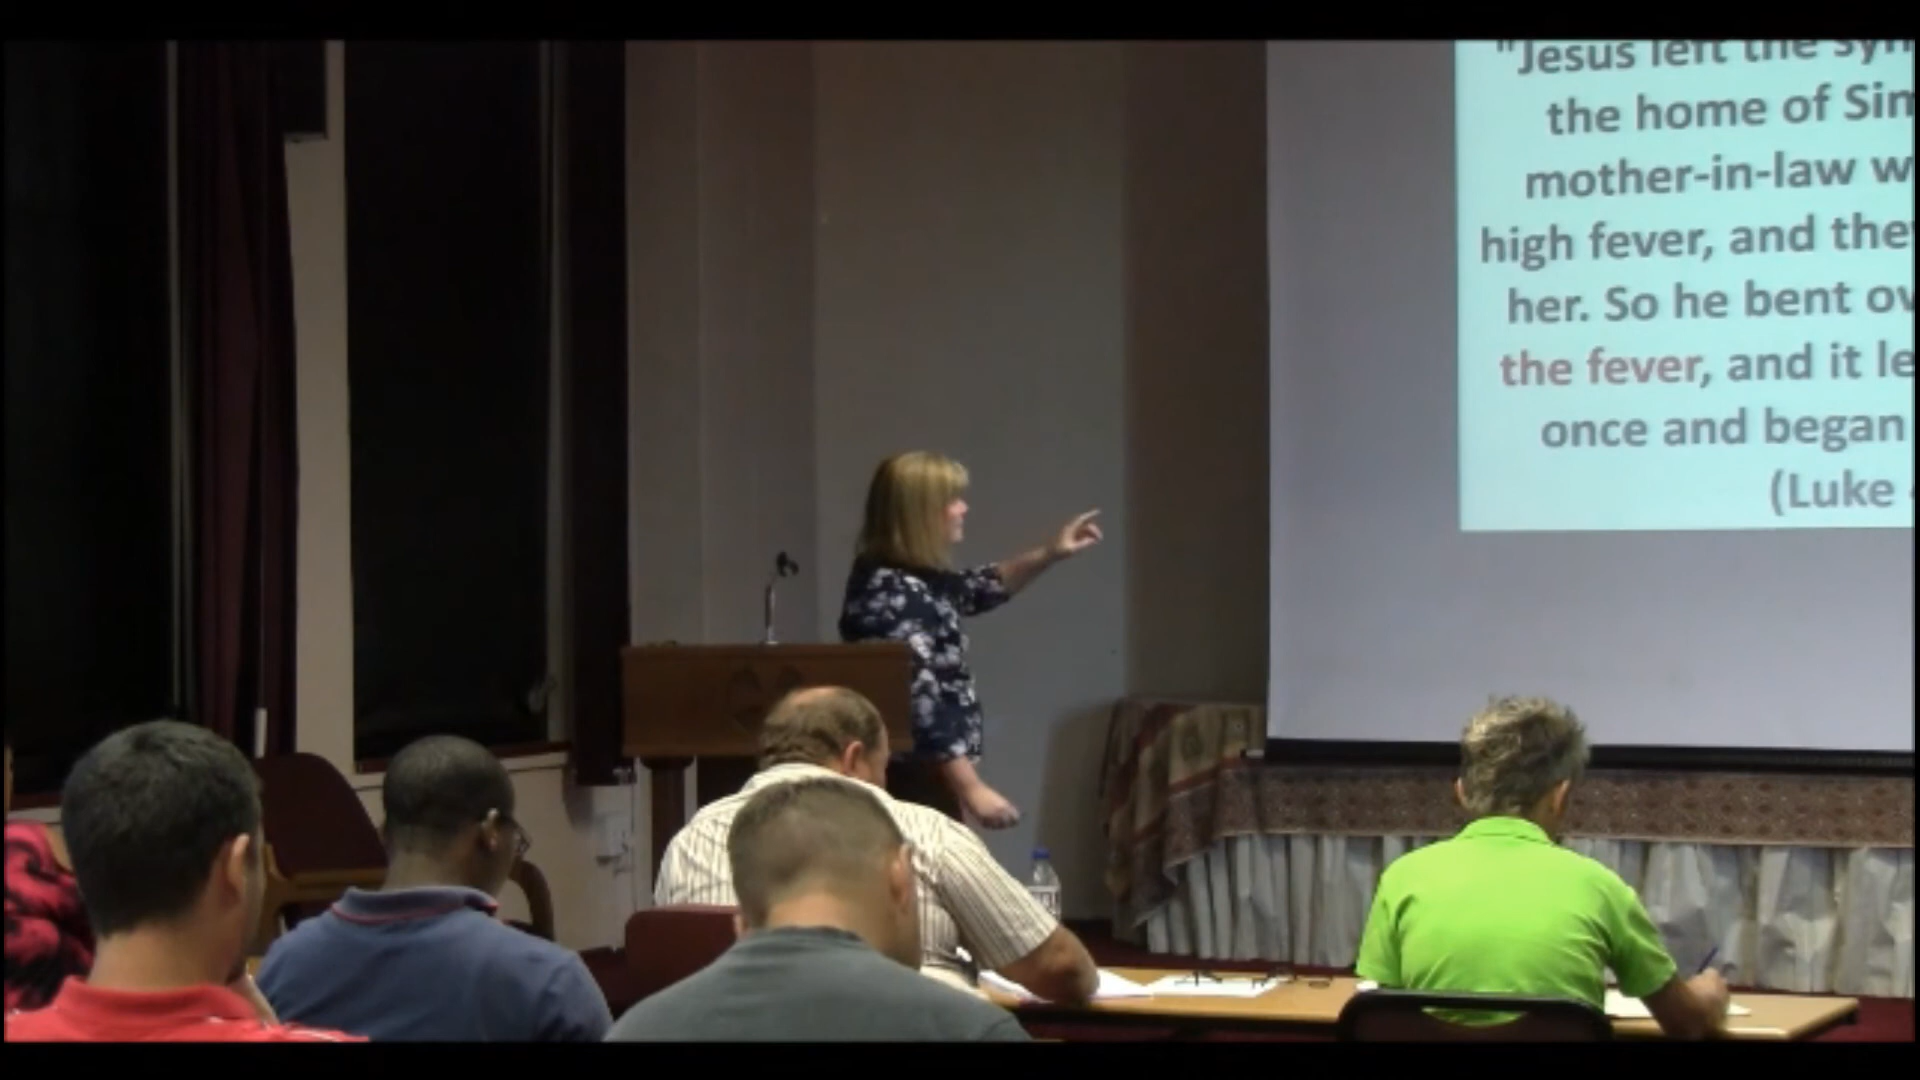 "Jesus left the syn
the home of Sim
mother-in-law w
high fever, and they
her. So he bent ov
the fever, and it le
once and began
(Luke